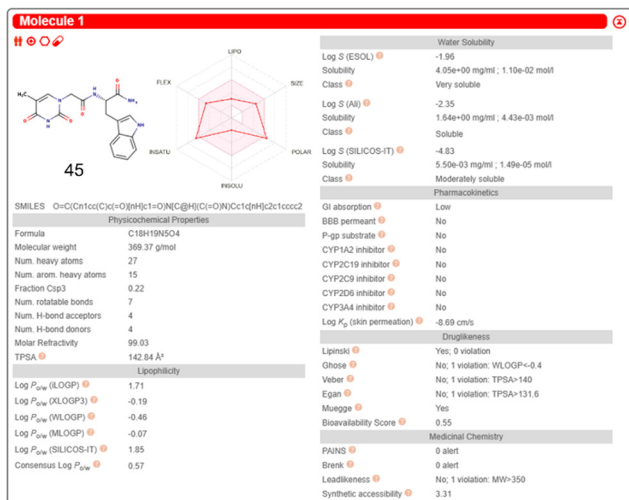 Molecule 1
LIPO
FLEX
SIZE
INSATU
POLAR
INSOLU
H₃C
O
N
O
NH
O
H
N
O
NH₂
NH
45
SMILES O=C(Cn1cc(C)c(=O)[nH]c1=O)N[C@H](C(=O)N)Cc1c[nH]c2c1cccc2
Physicochemical Properties
Formula C18H19N5O4
Molecular weight 369.37 g/mol
Num. heavy atoms 27
Num. arom. heavy atoms 15
Fraction Csp3 0.22
Num. rotatable bonds 7
Num. H-bond acceptors 4
Num. H-bond donors 4
Molar Refractivity 99.03
TPSA 142.84 Å²
Lipophilicity
Log Po/w (iLOGP) 1.71
Log Po/w (XLOGP3) -0.19
Log Po/w (WLOGP) -0.46
Log Po/w (MLOGP) -0.07
Log Po/w (SILICOS-IT) 1.85
Consensus Log Po/w 0.57
Water Solubility
Log S (ESOL) -1.96
Solubility 4.05e+00 mg/ml ; 1.10e-02 mol/l
Class Very soluble
Log S (Ali) -2.35
Solubility 1.64e+00 mg/ml ; 4.43e-03 mol/l
Class Soluble
Log S (SILICOS-IT) -4.83
Solubility 5.50e-03 mg/ml ; 1.49e-05 mol/l
Class Moderately soluble
Pharmacokinetics
GI absorption Low
BBB permeant No
P-gp substrate No
CYP1A2 inhibitor No
CYP2C19 inhibitor No
CYP2C9 inhibitor No
CYP2D6 inhibitor No
CYP3A4 inhibitor No
Log Kp (skin permeation) -8.69 cm/s
Druglikeness
Lipinski Yes; 0 violation
Ghose No; 1 violation: WLOGP<-0.4
Veber No; 1 violation: TPSA>140
Egan No; 1 violation: TPSA>131.6
Muegge Yes
Bioavailability Score 0.55
Medicinal Chemistry
PAINS 0 alert
Brenk 0 alert
Leadlikeness No; 1 violation: MW>350
Synthetic accessibility 3.31